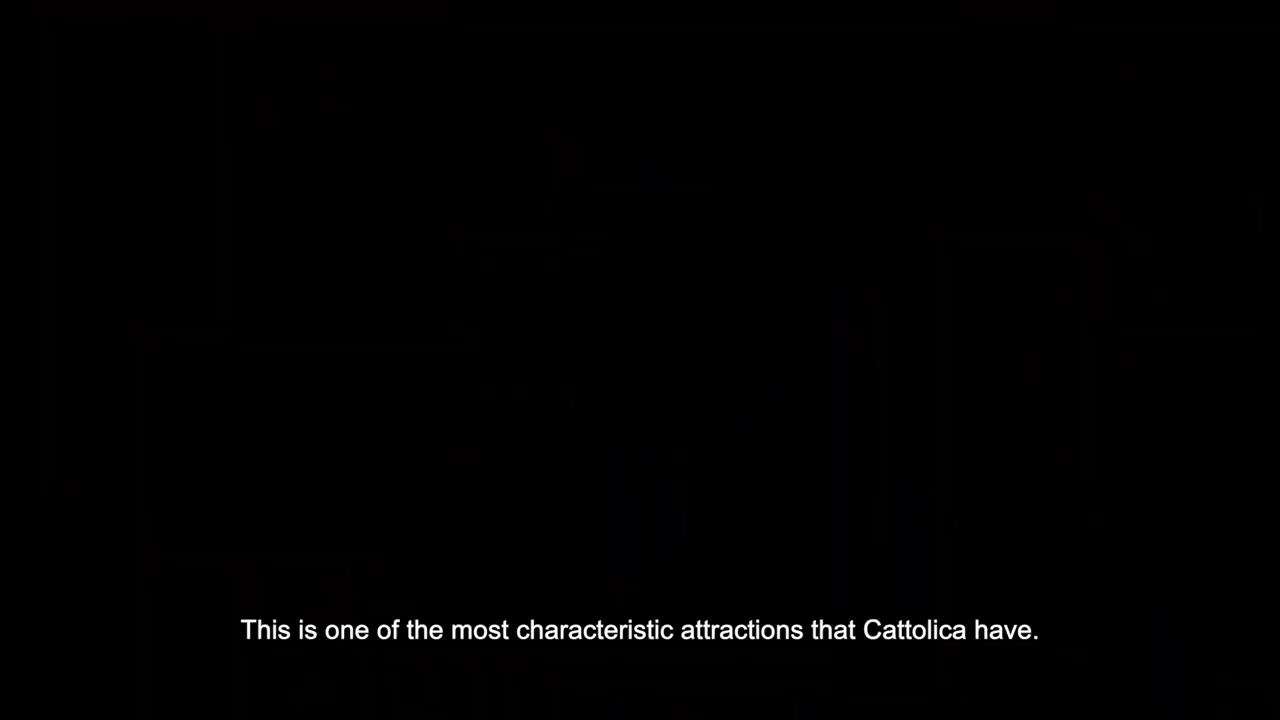 This is one of the most characteristic attractions that Cattolica have.